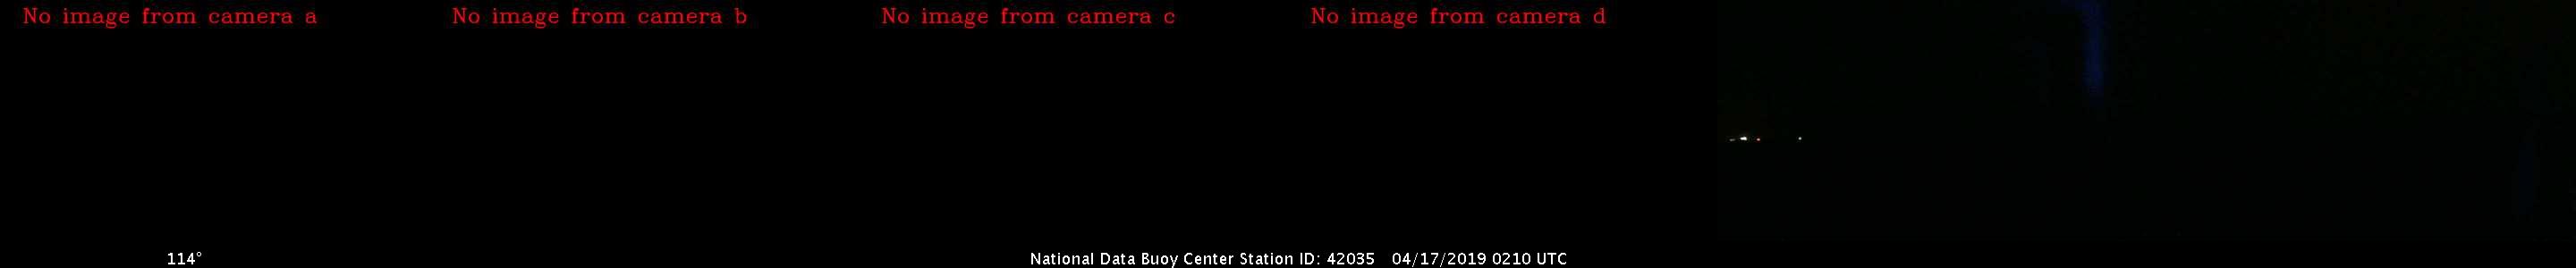 No image from camera a
No image from camera b
No image from camera c
No image from camera d
114°
National Data Buoy Center Station ID: 42035 04/17/2019 0210 UTC